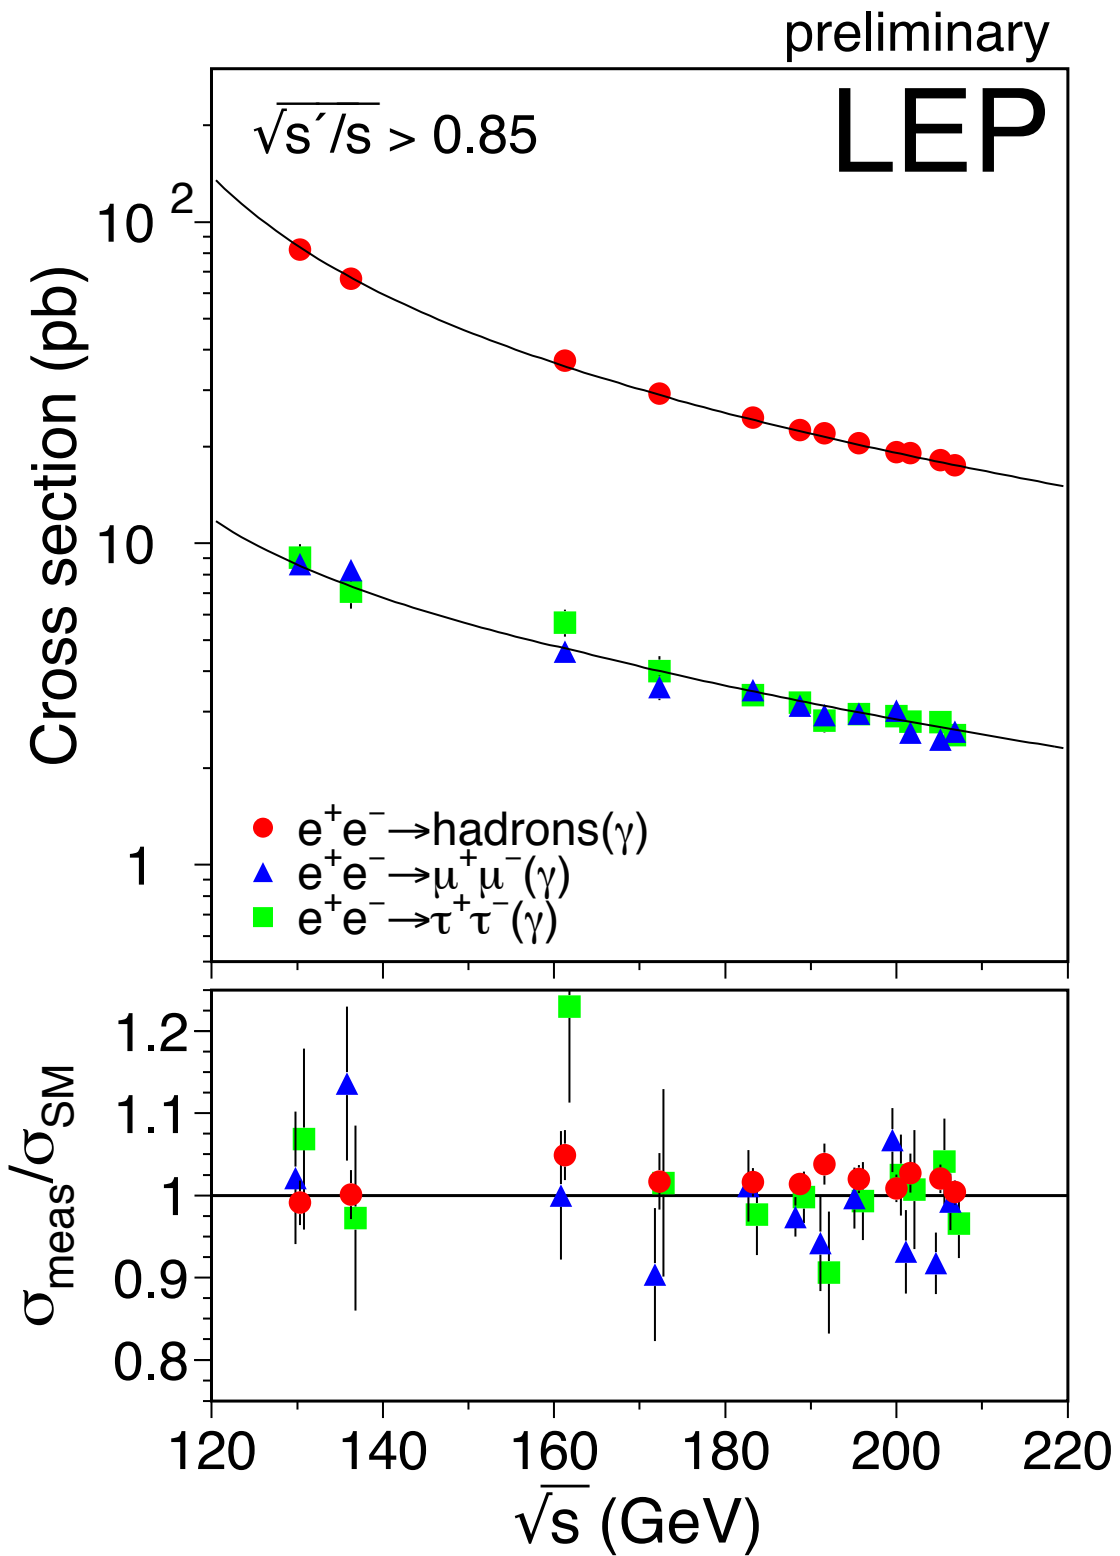 preliminary
LEP
√s´/s > 0.85
Cross section (pb)
10²
10
1
e⁺e⁻→hadrons(γ)
e⁺e⁻→μ⁺μ⁻(γ)
e⁺e⁻→τ⁺τ⁻(γ)
σmeas/σSM
1.2
1.1
1
0.9
0.8
120 140 160 180 200 220
√s (GeV)